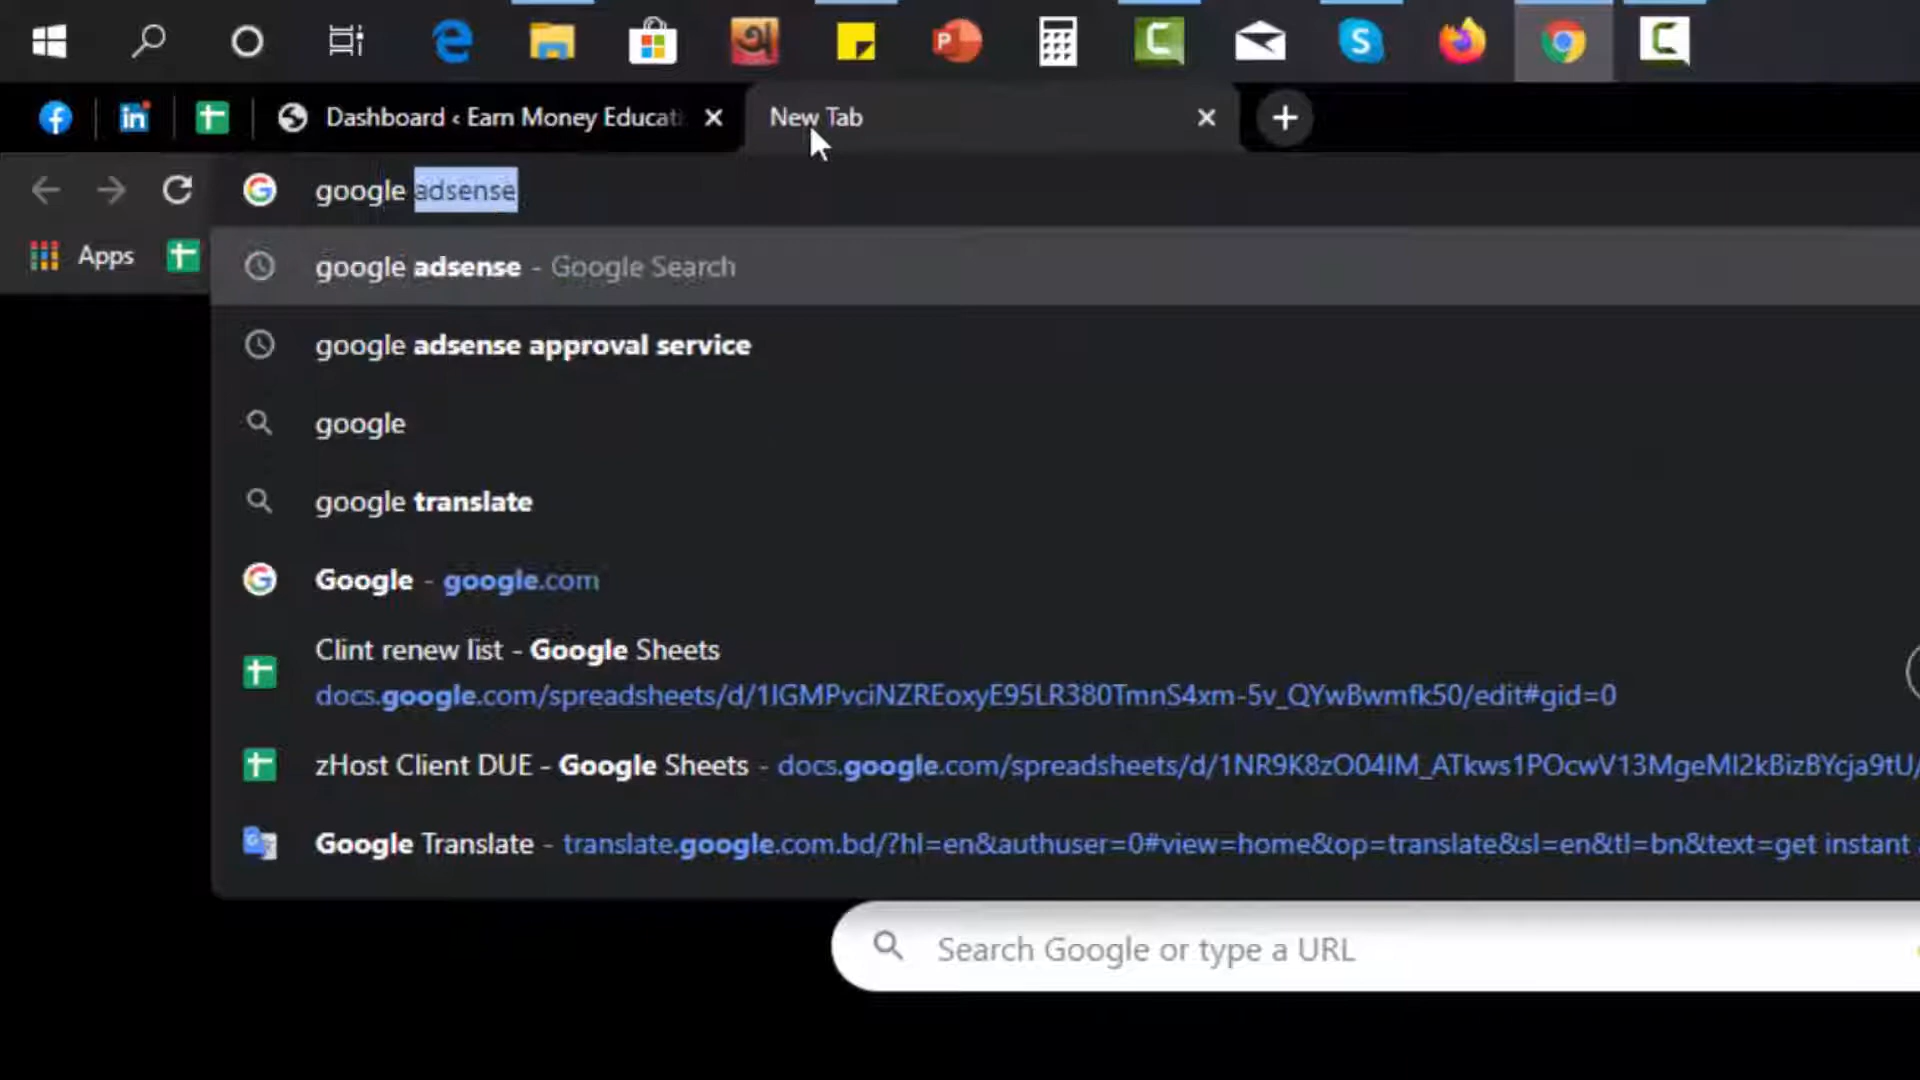 Dashboard ‹ Earn Money Educati
New Tab
google adsense
Apps
google adsense - Google Search
google adsense approval service
google
google translate
Google - google.com
Clint renew list - Google Sheets
docs.google.com/spreadsheets/d/1IGMPvciNZREoxyE95LR380TmnS4xm-5v_QYwBwmfk50/edit#gid=0
zHost Client DUE - Google Sheets - docs.google.com/spreadsheets/d/1NR9K8zO04IM_ATkws1POcwV13MgeMI2kBizBYcja9tU/
Google Translate - translate.google.com.bd/?hl=en&authuser=0#view=home&op=translate&sl=en&tl=bn&text=get instant
Search Google or type a URL